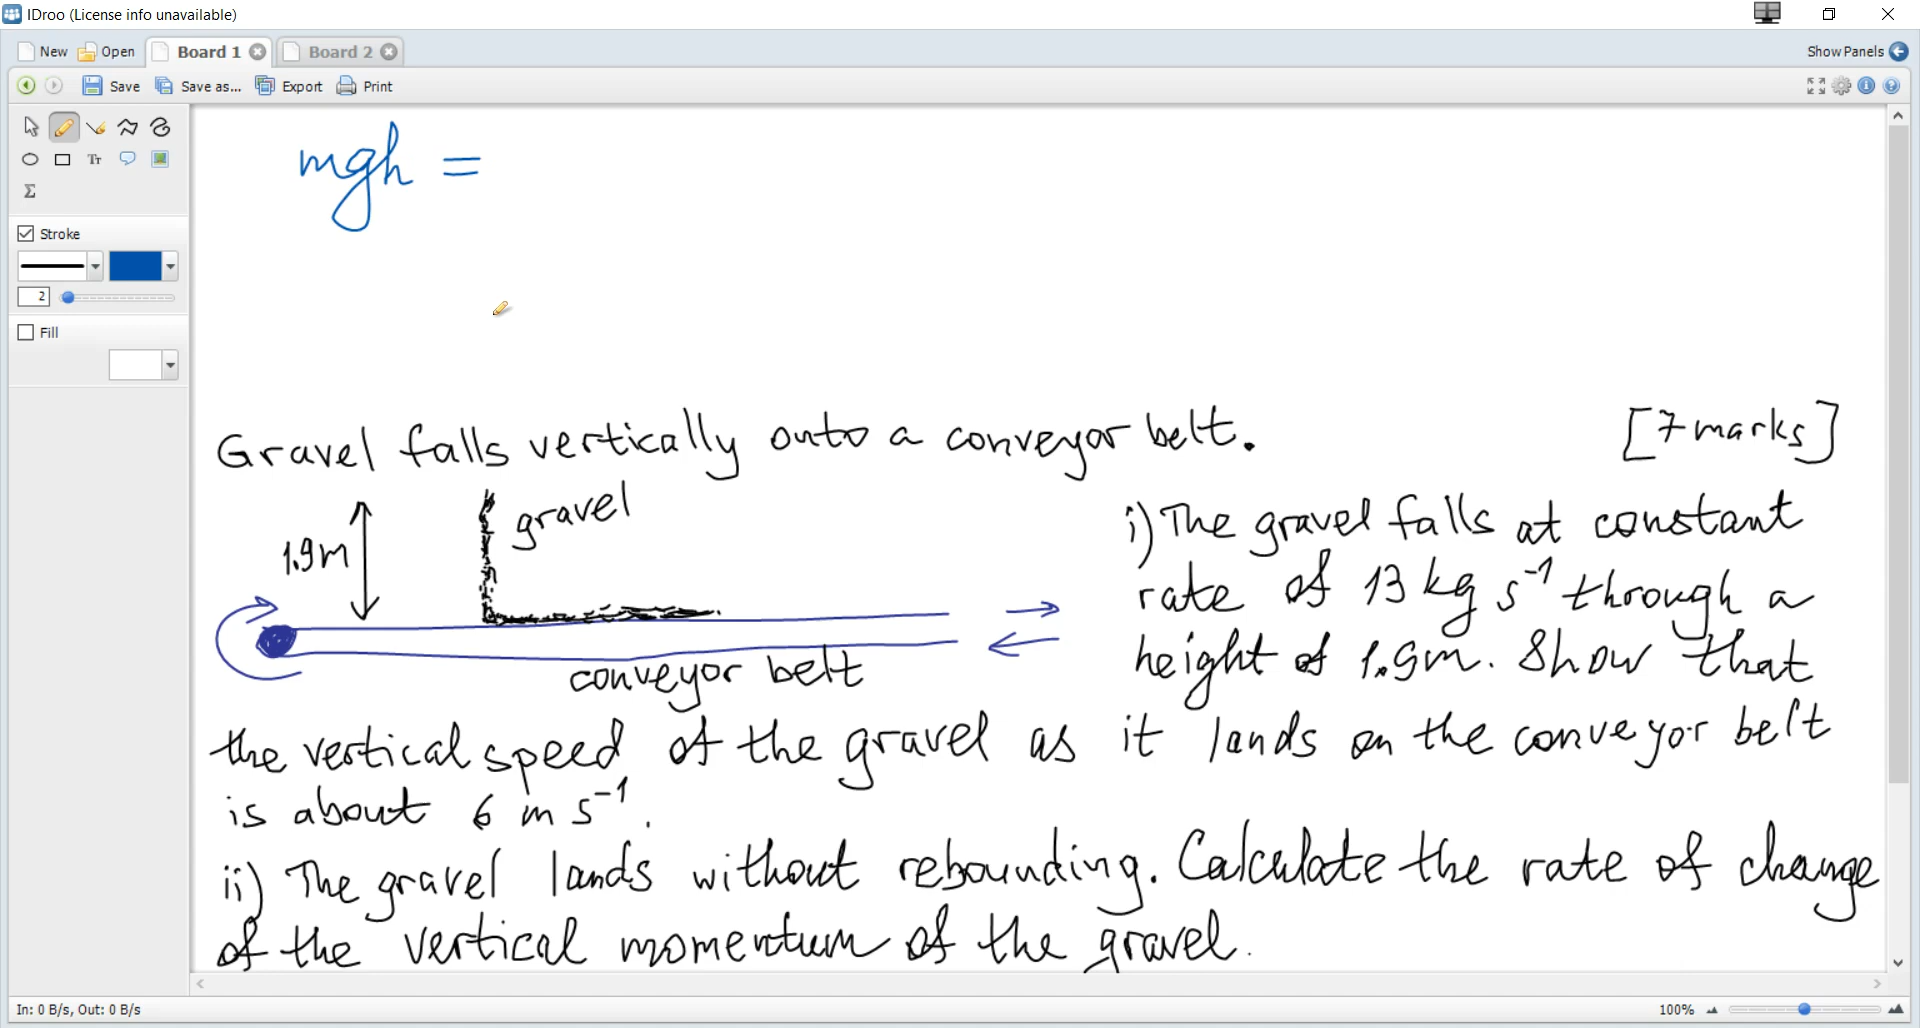 IDroo (License info unavailable)
New Open Board 1 Board 2 Show Panels
Save Save as... Export Print
Tт
Σ
Stroke
2
Fill
mgh =
Gravel falls vertically onto a conveyor belt. [7 marks]
1.9m
gravel
conveyor belt
i) The gravel falls at constant
rate of 13 kg s⁻¹ through a
height of 1.9m. Show that
the vertical speed of the gravel as it lands on the conveyor belt
is about 6 m s⁻¹.
ii) The gravel lands without rebounding. Calculate the rate of change
of the vertical momentum of the gravel.
In: 0 B/s, Out: 0 B/s 100%